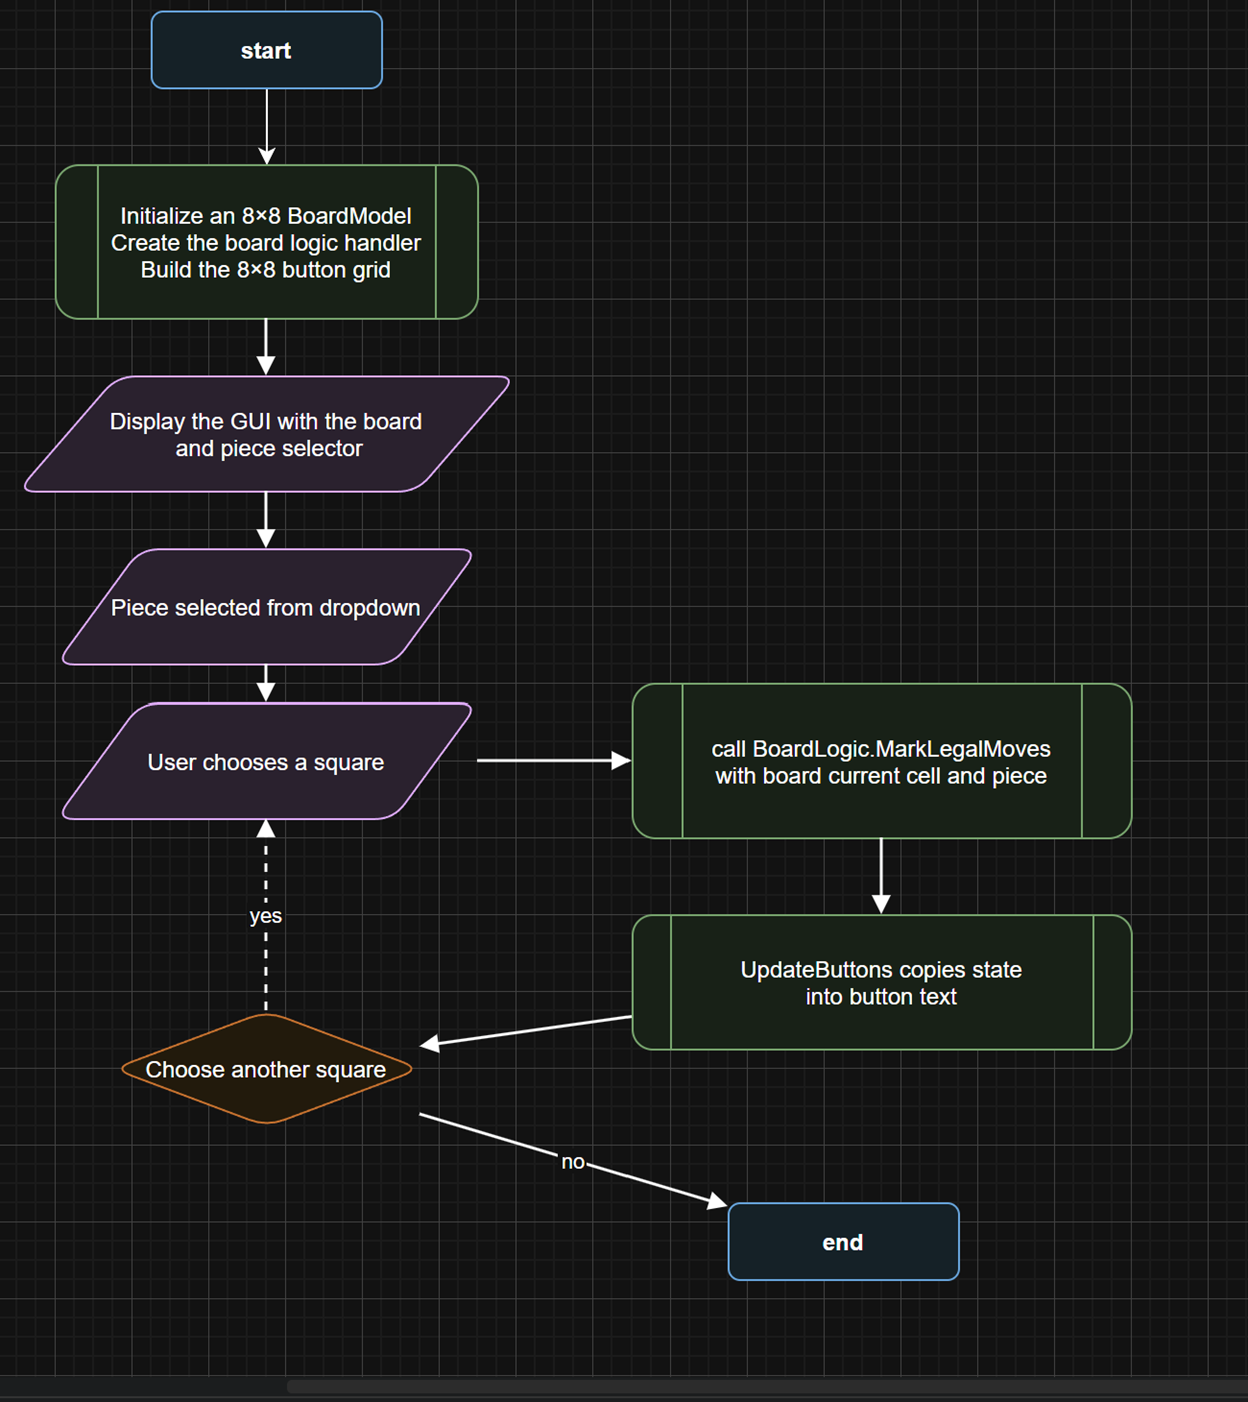 start
Initialize an 8×8 BoardModel
Create the board logic handler
Build the 8×8 button grid
Display the GUI with the board
and piece selector
Piece selected from dropdown
User chooses a square
call BoardLogic.MarkLegalMoves
with board current cell and piece
UpdateButtons copies state
into button text
yes
Choose another square
no
end